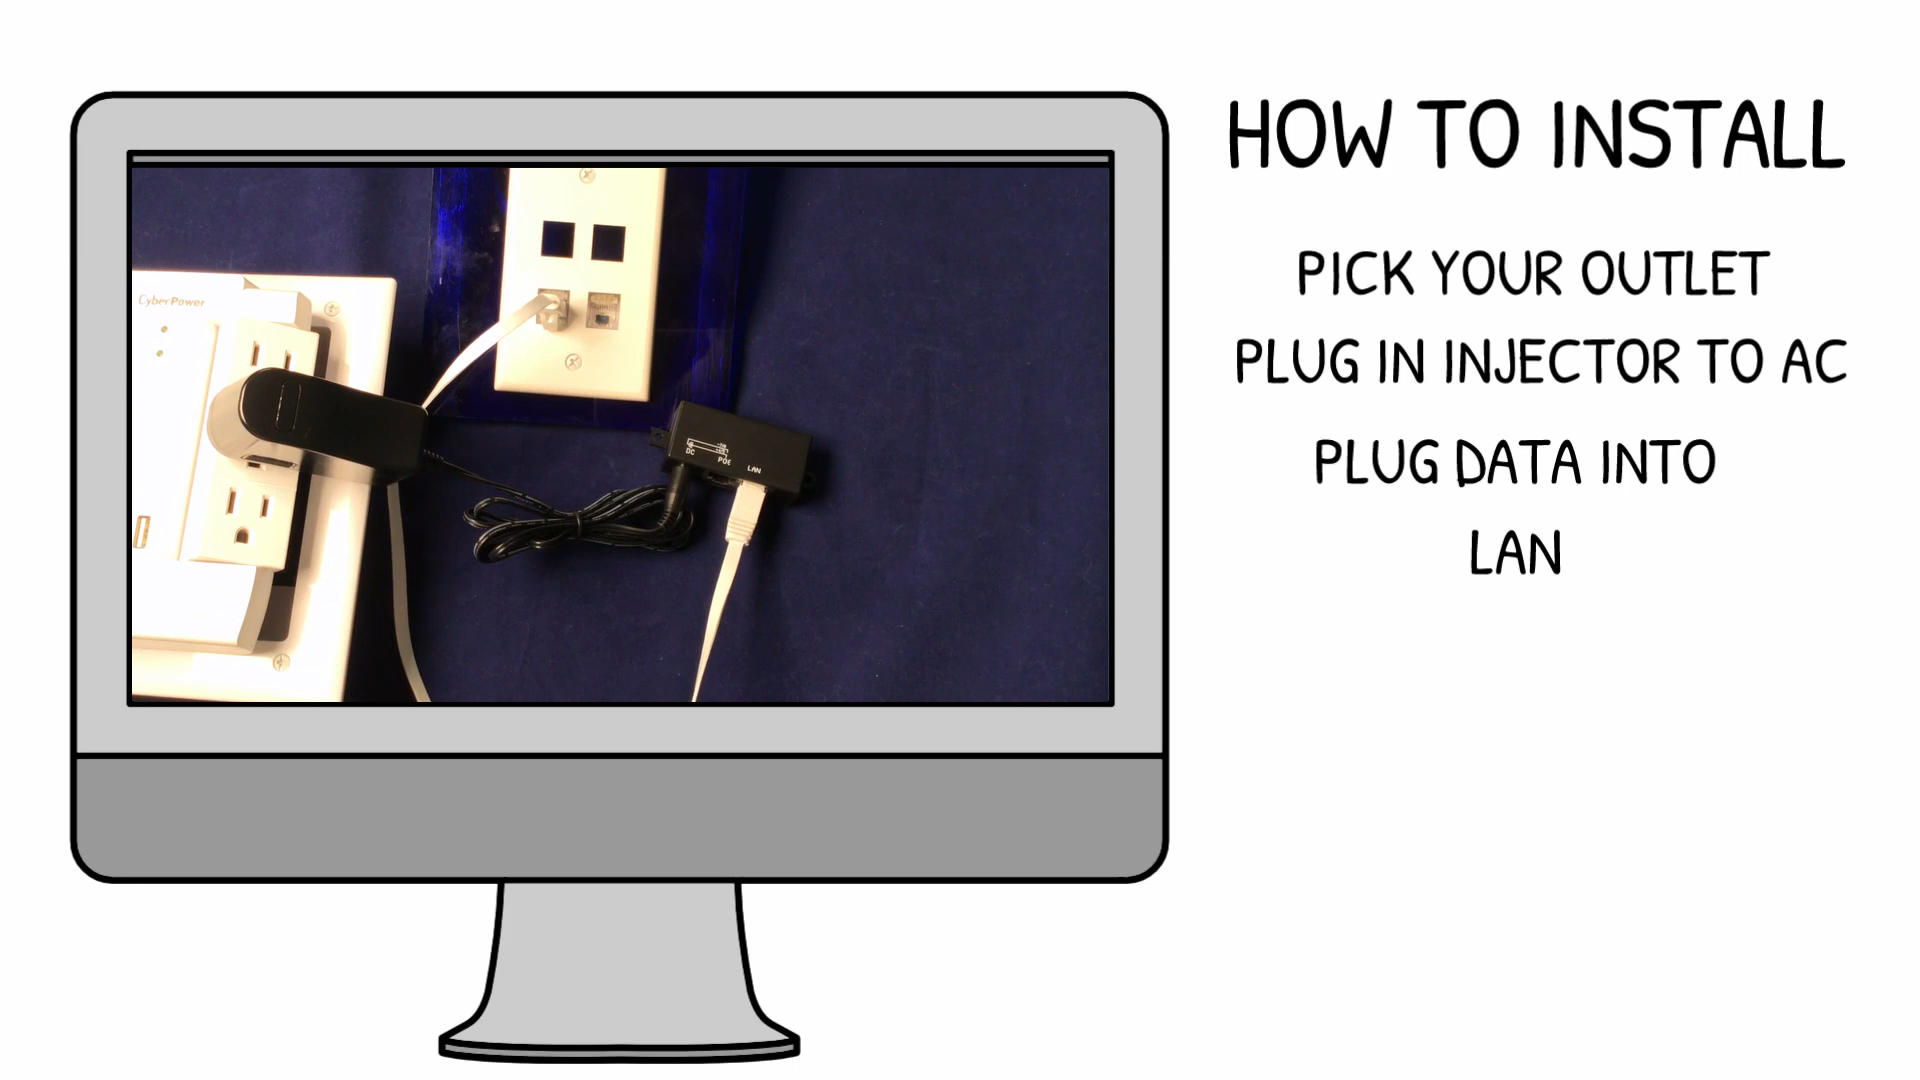 HOW TO INSTALL
PICK YOUR OUTLET
PLUG IN INJECTOR TO AC
PLUG DATA INTO
LAN
CyberPower
DC
POE
LAN